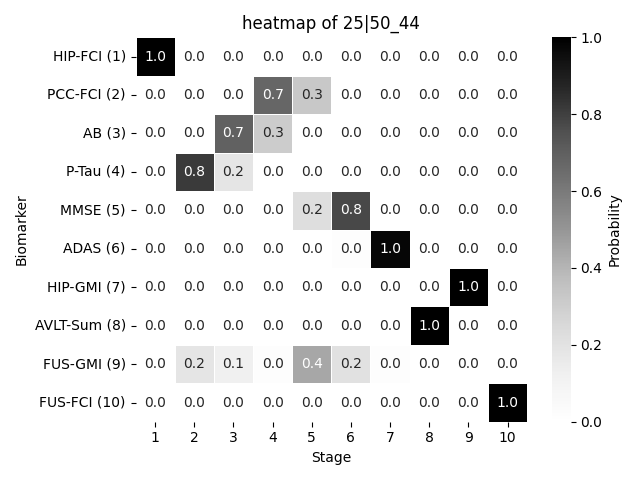 heatmap of 25|50_44
HIP-FCI (1) 1.0 0.0 0.0 0.0 0.0 0.0 0.0 0.0 0.0 0.0
PCC-FCI (2) 0.0 0.0 0.0 0.7 0.3 0.0 0.0 0.0 0.0 0.0
AB (3) 0.0 0.0 0.7 0.3 0.0 0.0 0.0 0.0 0.0 0.0
P-Tau (4) 0.0 0.8 0.2 0.0 0.0 0.0 0.0 0.0 0.0 0.0
MMSE (5) 0.0 0.0 0.0 0.0 0.2 0.8 0.0 0.0 0.0 0.0
ADAS (6) 0.0 0.0 0.0 0.0 0.0 0.0 1.0 0.0 0.0 0.0
HIP-GMI (7) 0.0 0.0 0.0 0.0 0.0 0.0 0.0 0.0 1.0 0.0
AVLT-Sum (8) 0.0 0.0 0.0 0.0 0.0 0.0 0.0 1.0 0.0 0.0
FUS-GMI (9) 0.0 0.2 0.1 0.0 0.4 0.2 0.0 0.0 0.0 0.0
FUS-FCI (10) 0.0 0.0 0.0 0.0 0.0 0.0 0.0 0.0 0.0 1.0
1 2 3 4 5 6 7 8 9 10
Stage
Biomarker
1.0
0.8
0.6
0.4
0.2
0.0
Probability